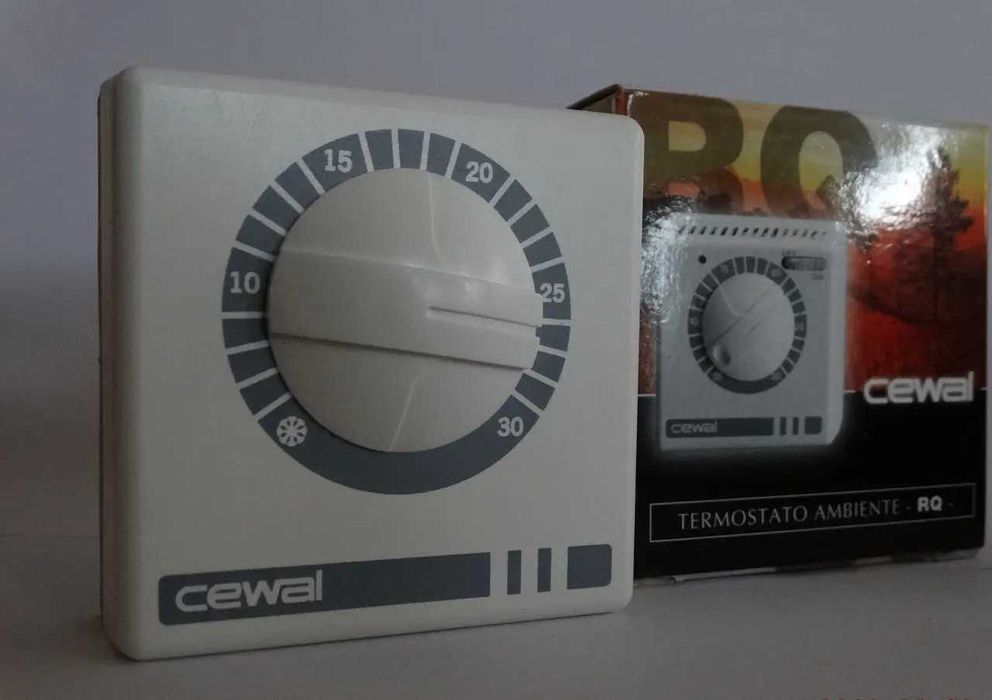 15
20
10
25
30
cewal
RQ
cewal
cewal
TERMOSTATO AMBIENTE - RQ -